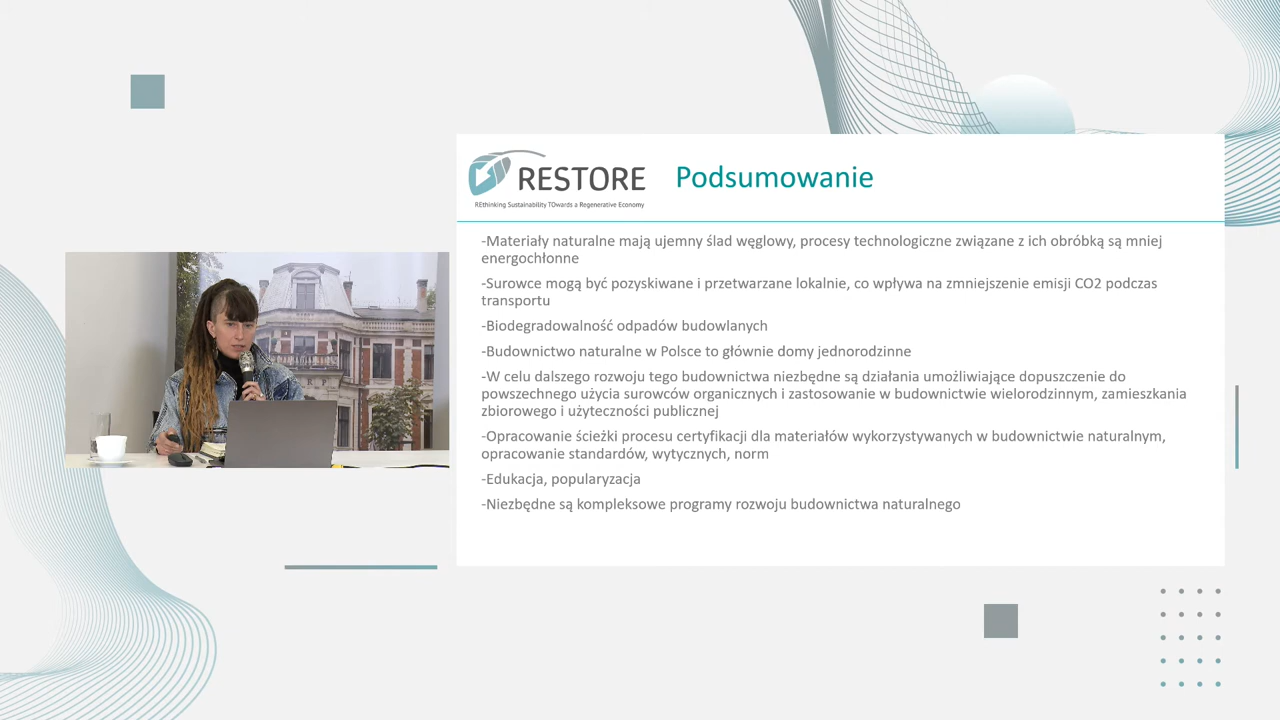 RESTORE
REthinking Sustainability TOwards a Regenerative Economy
Podsumowanie
-Materiały naturalne mają ujemny ślad węglowy, procesy technologiczne związane z ich obróbką są mniej
energochłonne
-Surowce mogą być pozyskiwane i przetwarzane lokalnie, co wpływa na zmniejszenie emisji CO2 podczas
transportu
-Biodegradowalność odpadów budowlanych
-Budownictwo naturalne w Polsce to głównie domy jednorodzinne
-W celu dalszego rozwoju tego budownictwa niezbędne są działania umożliwiające dopuszczenie do
powszechnego użycia surowców organicznych i zastosowanie w budownictwie wielorodzinnym, zamieszkania
zbiorowego i użyteczności publicznej
-Opracowanie ścieżki procesu certyfikacji dla materiałów wykorzystywanych w budownictwie naturalnym,
opracowanie standardów, wytycznych, norm
-Edukacja, popularyzacja
-Niezbędne są kompleksowe programy rozwoju budownictwa naturalnego